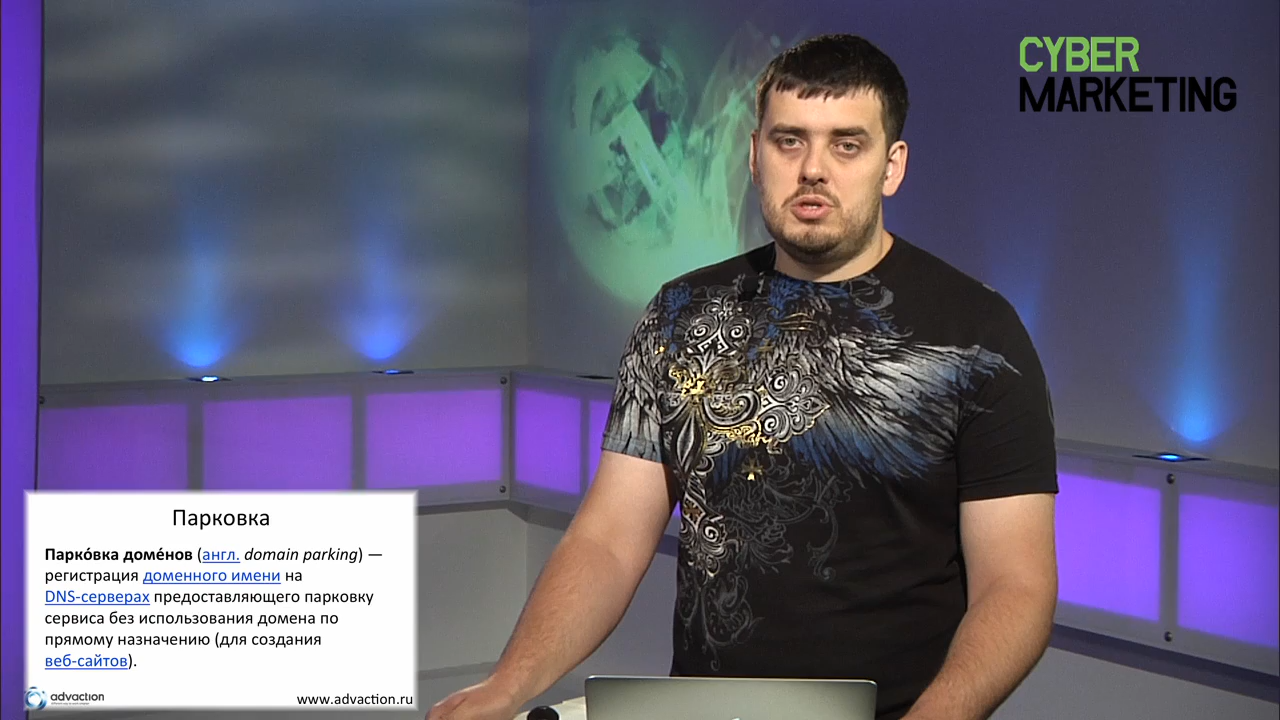 CYBER
MARKETING
Парковка
Парко́вка доме́нов (англ. domain parking) —
регистрация доменного имени на
DNS-серверах предоставляющего парковку
сервиса без использования домена по
прямому назначению (для создания
веб-сайтов).
advaction
www.advaction.ru